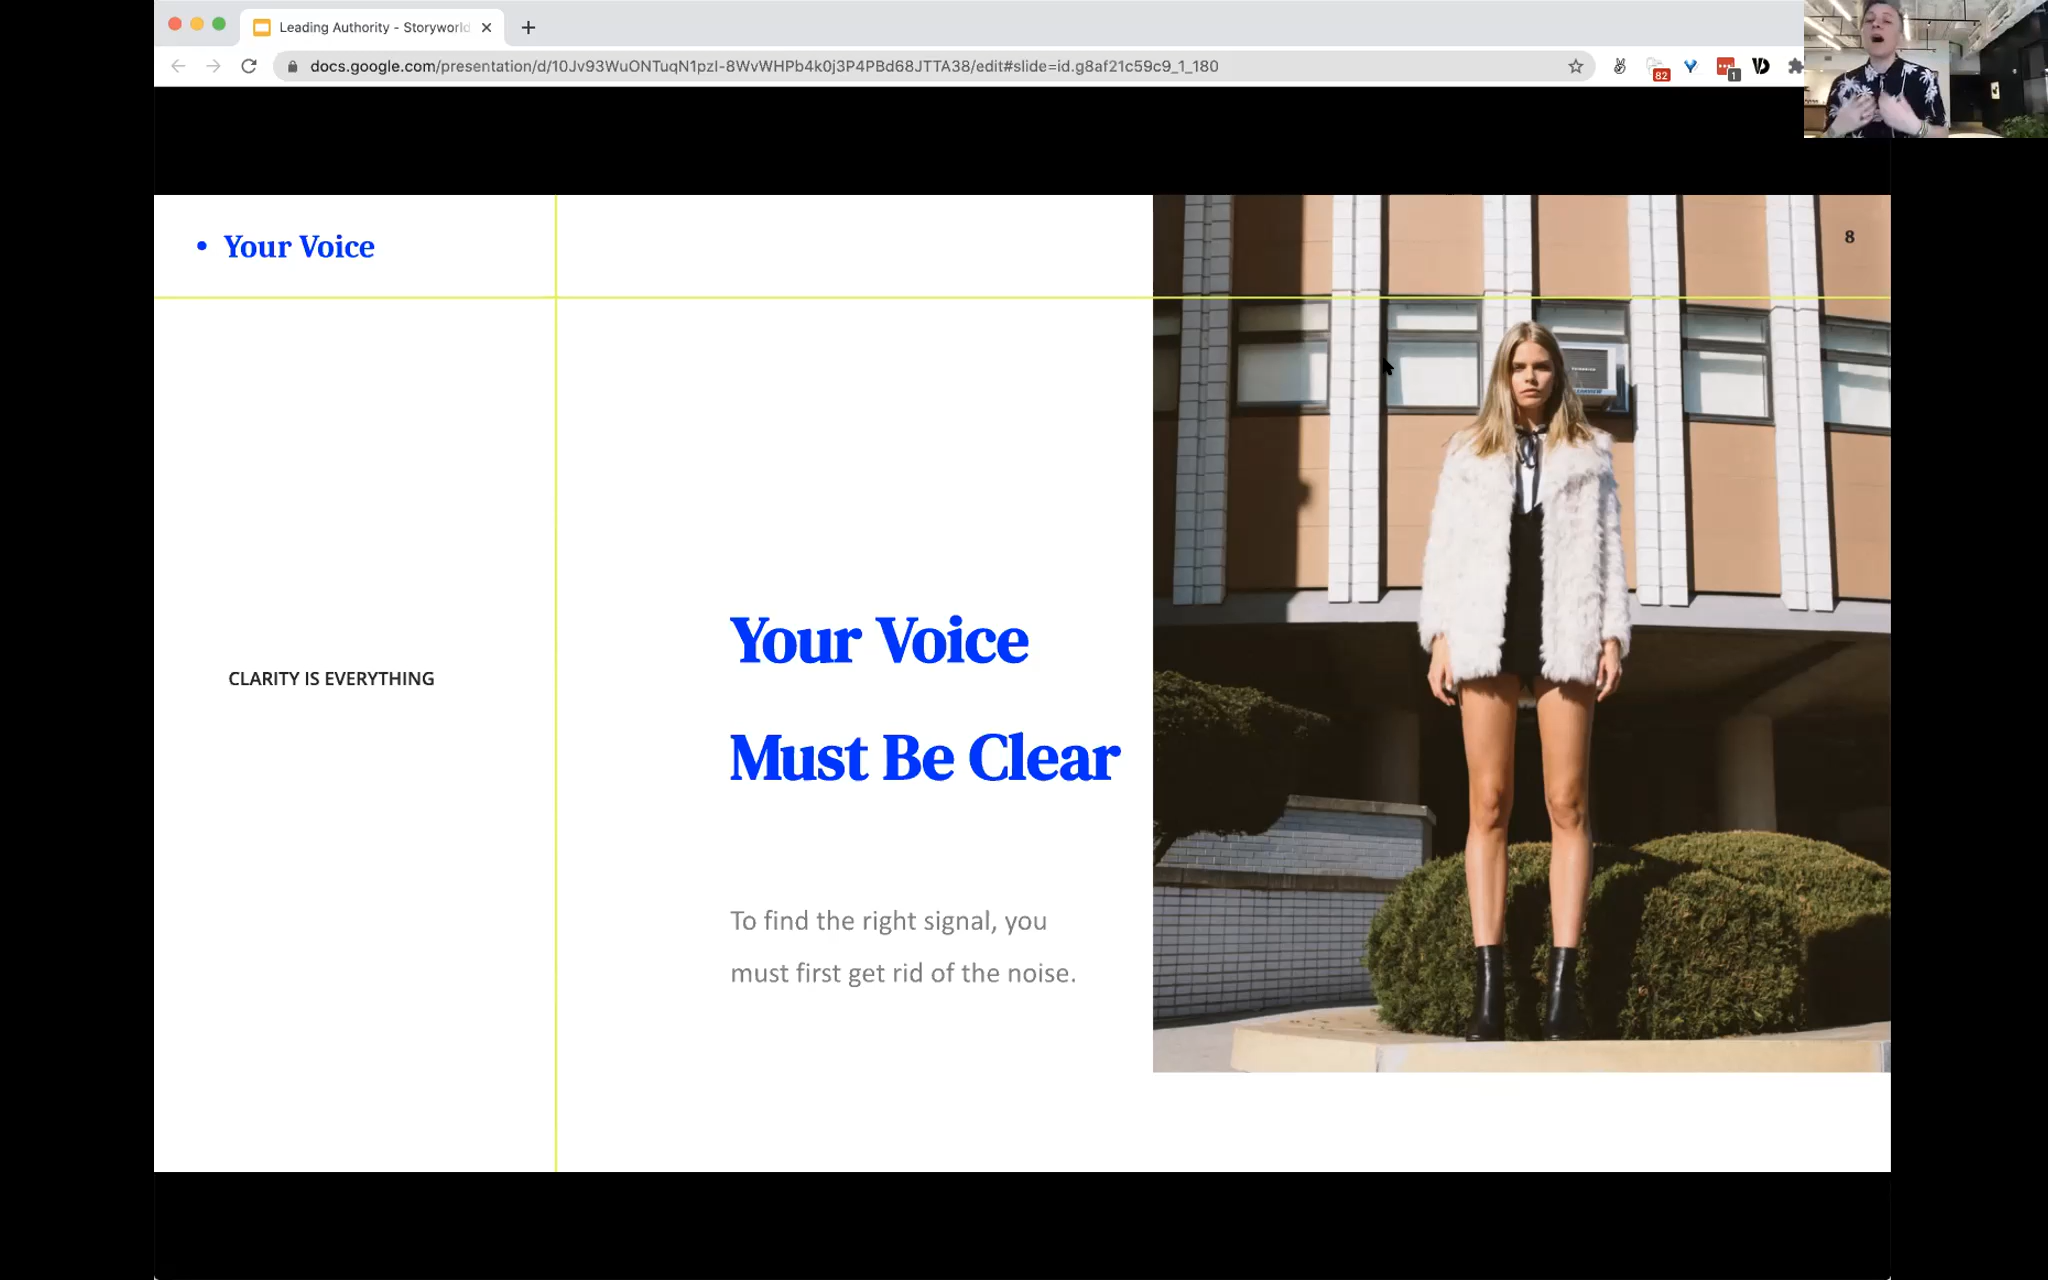 Leading Authority - Storyworld
docs.google.com/presentation/d/10Jv93WuONTuqN1pzI-8WvWHPb4k0j3P4PBd68JTTA38/edit#slide=id.g8af21c59c9_1_180
82
1
• Your Voice
8
CLARITY IS EVERYTHING
Your Voice
Must Be Clear
To find the right signal, you
must first get rid of the noise.